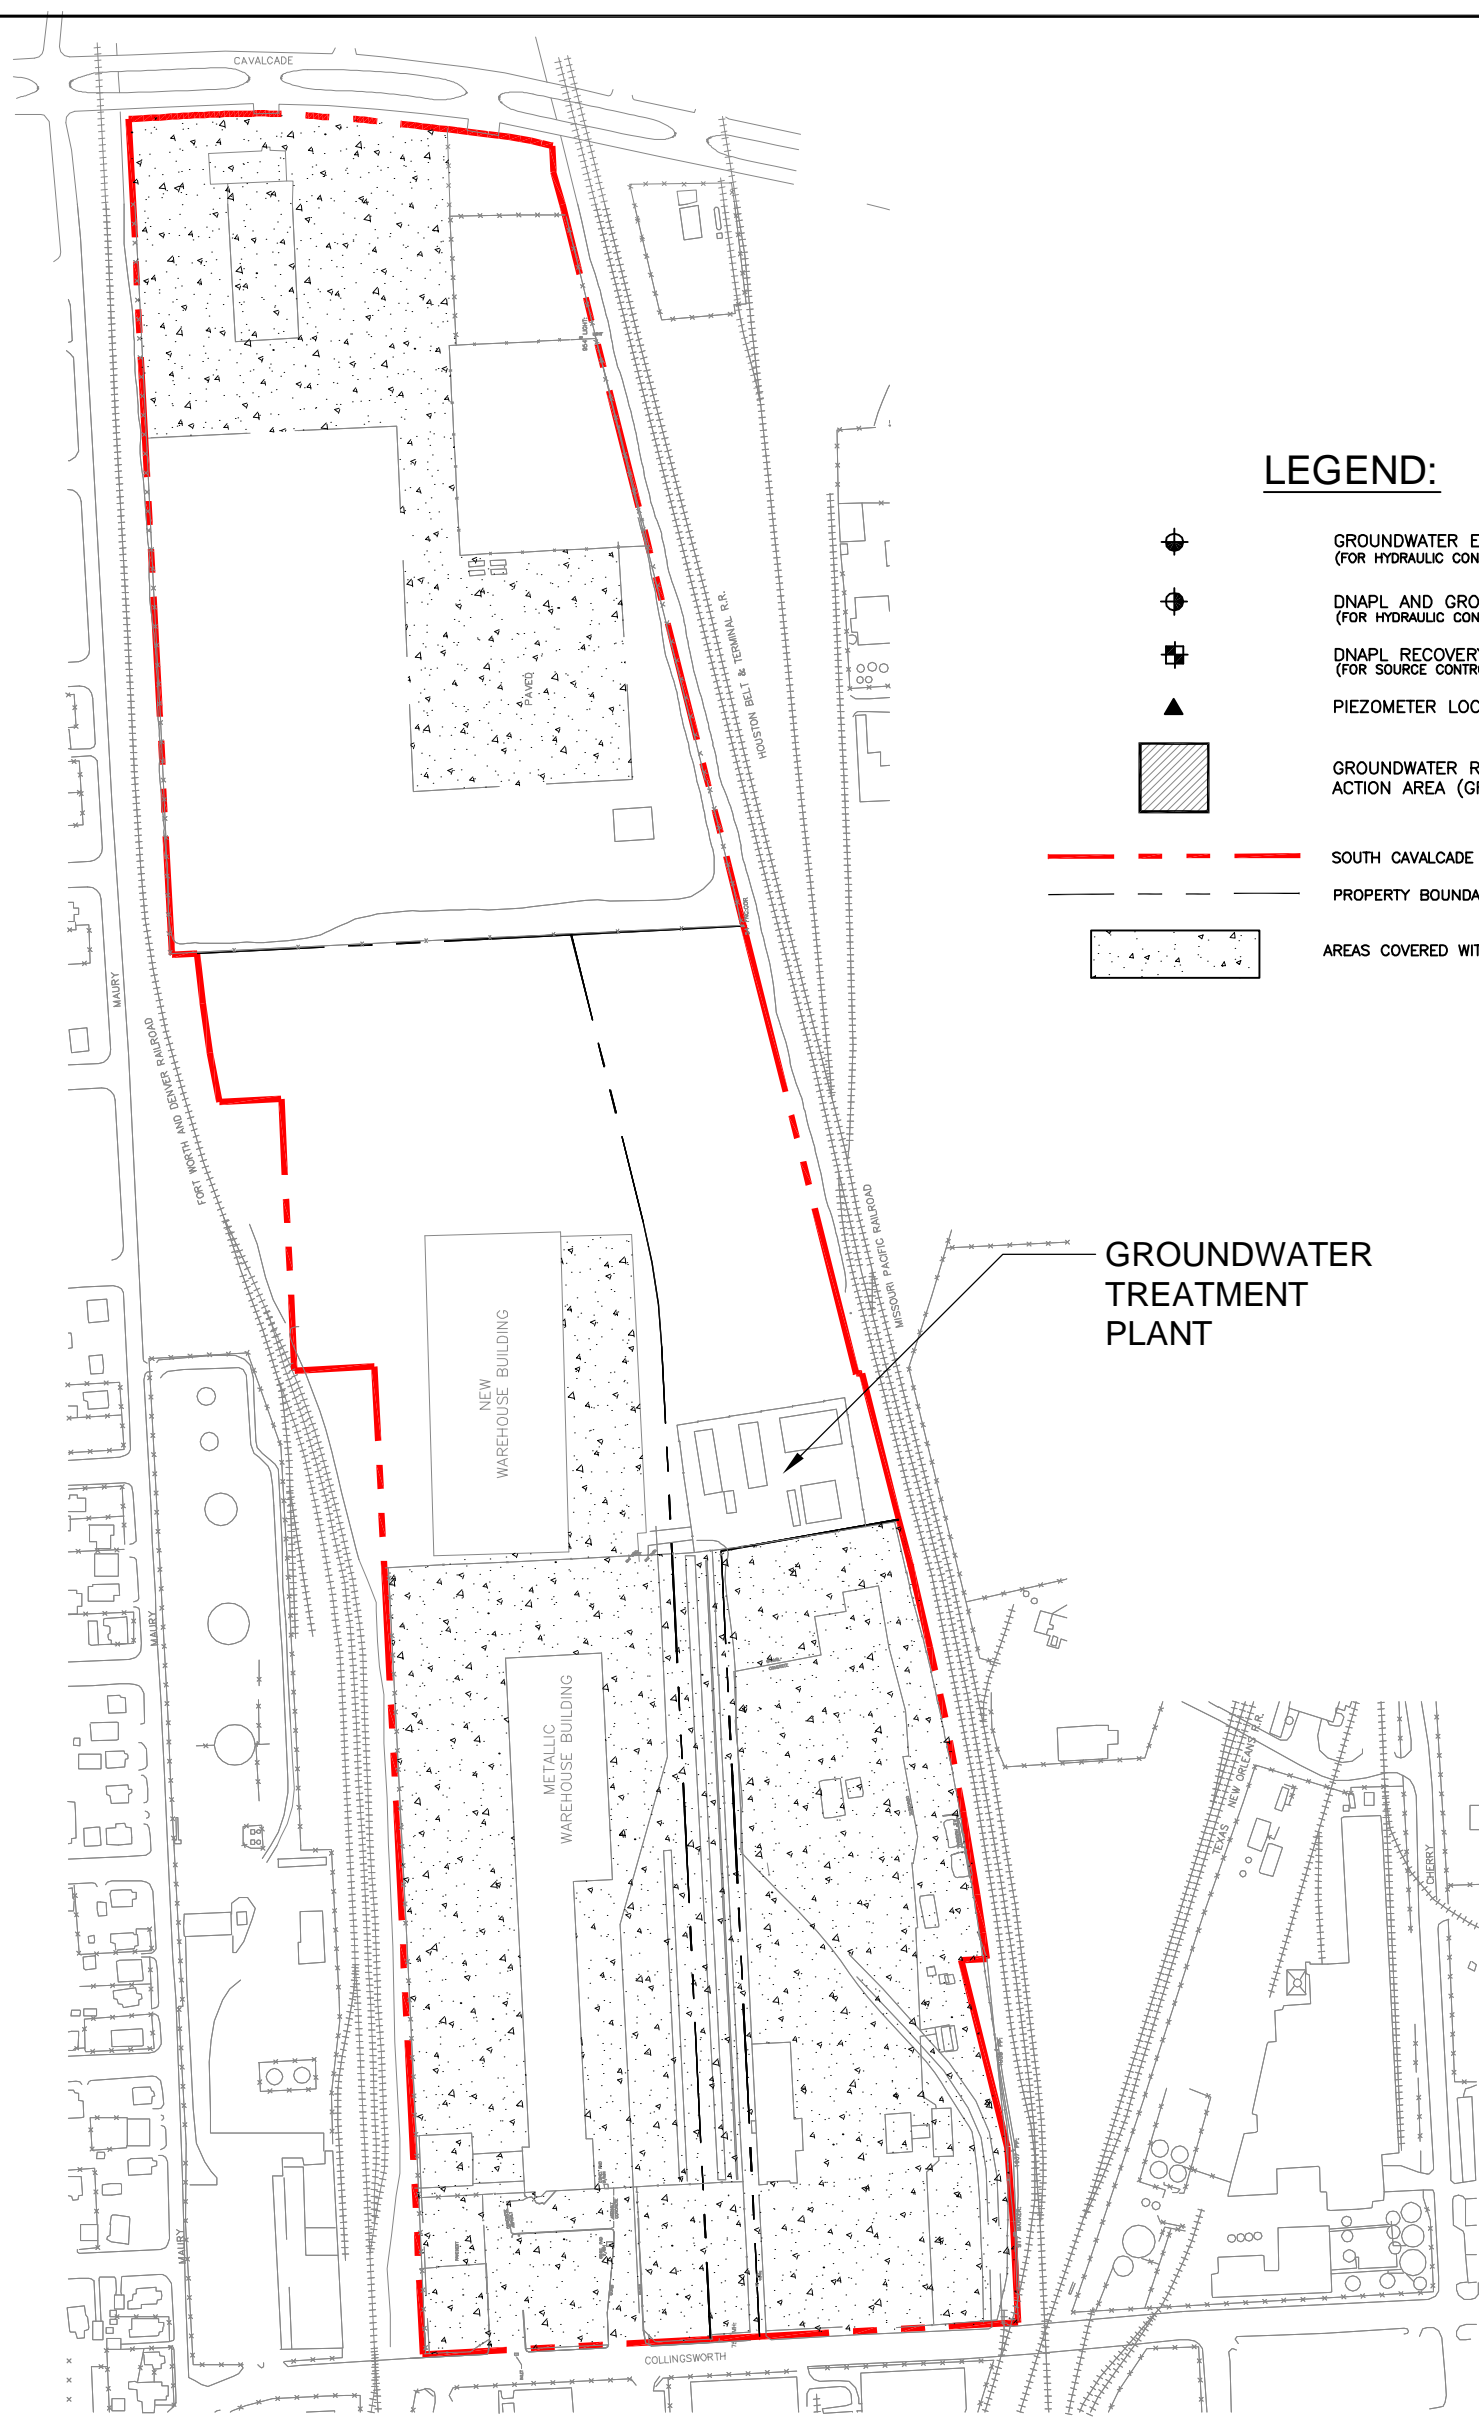 CAVALCADE
LEGEND:
GROUNDWATER E
(FOR HYDRAULIC CON
DNAPL AND GRO
(FOR HYDRAULIC CON
DNAPL RECOVERY
(FOR SOURCE CONTR
PIEZOMETER LOC
GROUNDWATER R
ACTION AREA (G
SOUTH CAVALCADE
PROPERTY BOUNDA
AREAS COVERED WIT
HOUSTON BELT & TERMINAL R.R.
PAVED
MAURY
FORT WORTH AND DENVER RAILROAD
MISSOURI PACIFIC RAILROAD
GROUNDWATER
TREATMENT
PLANT
NEW
WAREHOUSE BUILDING
MAURY
METALLIC
WAREHOUSE BUILDING
TEXAS NEW ORLEANS R.R.
CHERRY
MAURY
COLLINGSWORTH